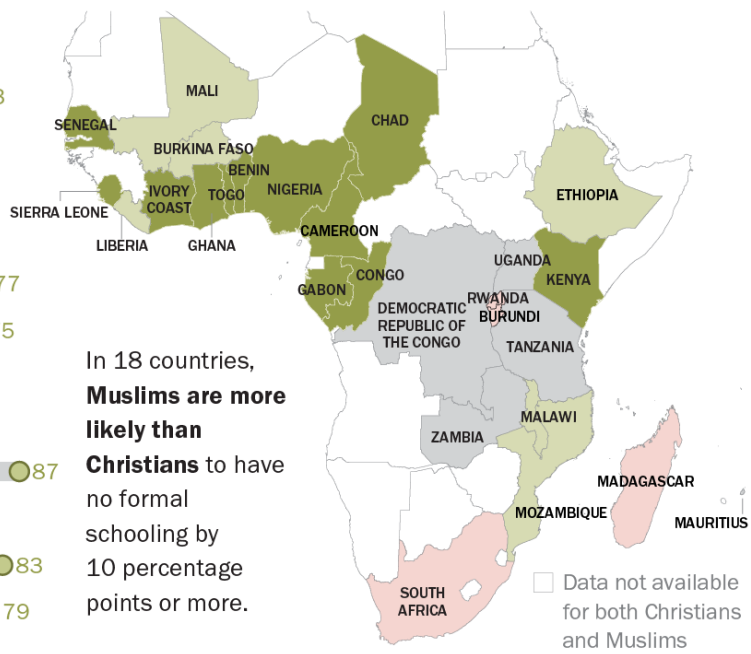 MALI
CHAD
SENEGAL
BURKINA FASO
BENIN
NIGERIA
IVORY
COAST
TOGO
ETHIOPIA
SIERRA LEONE
LIBERIA
GHANA
CAMEROON
UGANDA
KENYA
CONGO
GABON
RWANDA
BURUNDI
DEMOCRATIC
REPUBLIC OF
THE CONGO
TANZANIA
77
5
In 18 countries,
Muslims are more
likely than
Christians to have
no formal
schooling by
10 percentage
points or more.
MALAWI
ZAMBIA
87
MADAGASCAR
MOZAMBIQUE
MAURITIUS
83
79
SOUTH
AFRICA
Data not available
for both Christians
and Muslims